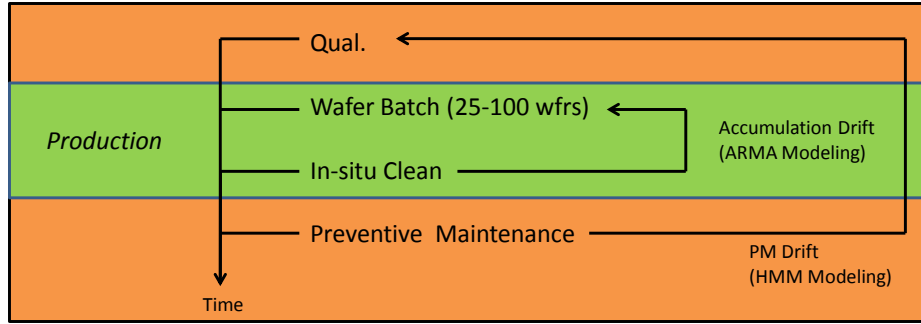 Qual.
Wafer Batch (25-100 wfrs)
Production
Accumulation Drift
(ARMA Modeling)
In-situ Clean
Preventive Maintenance
PM Drift
(HMM Modeling)
Time